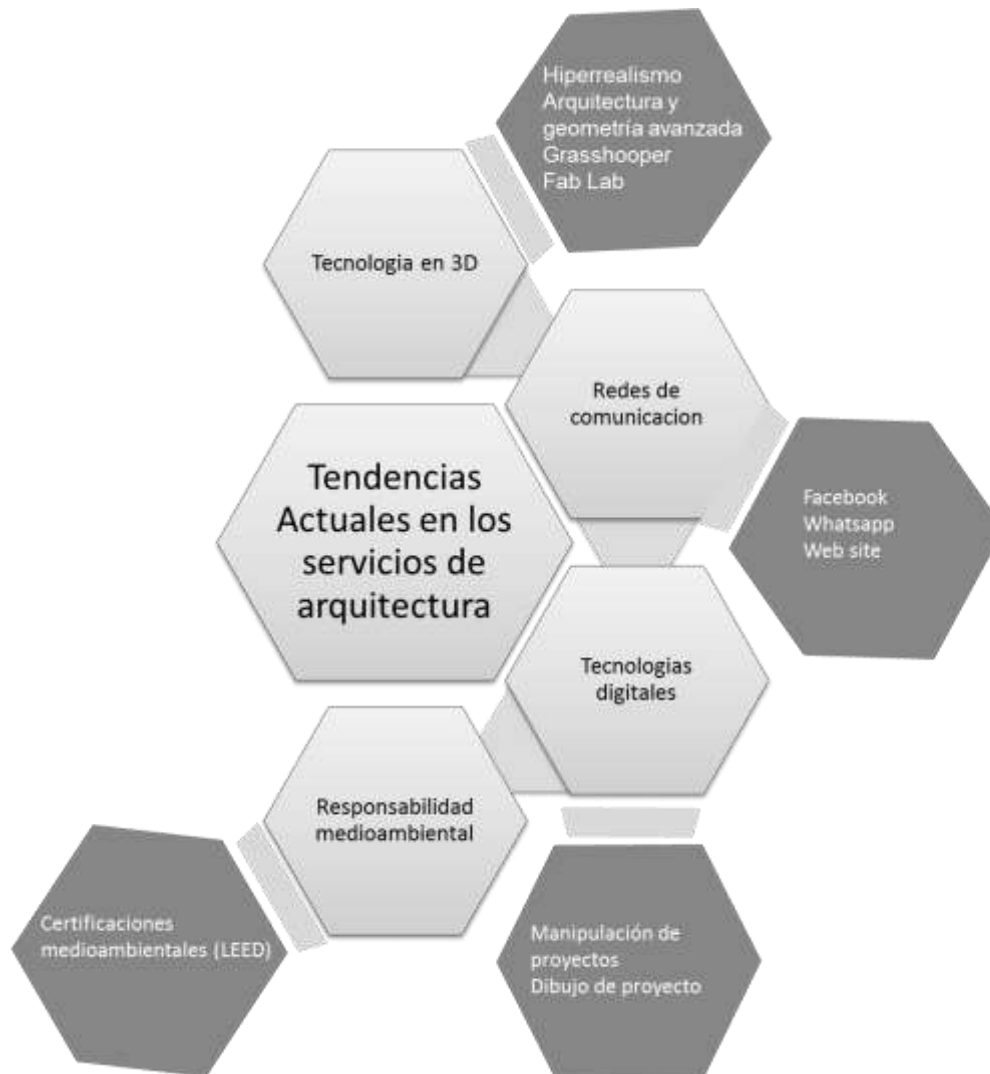 Hiperrealismo
Arquitectura y
geometría avanzada
Grasshooper
Fab Lab
Tecnologia en 3D
Redes de
comunicacion
Tendencias
Actuales en los
servicios de
arquitectura
Facebook
Whatsapp
Web site
Tecnologias
digitales
Responsabilidad
medioambiental
Certificaciones
medioambientales (LEED)
Manipulación de
proyectos
Dibujo de proyecto